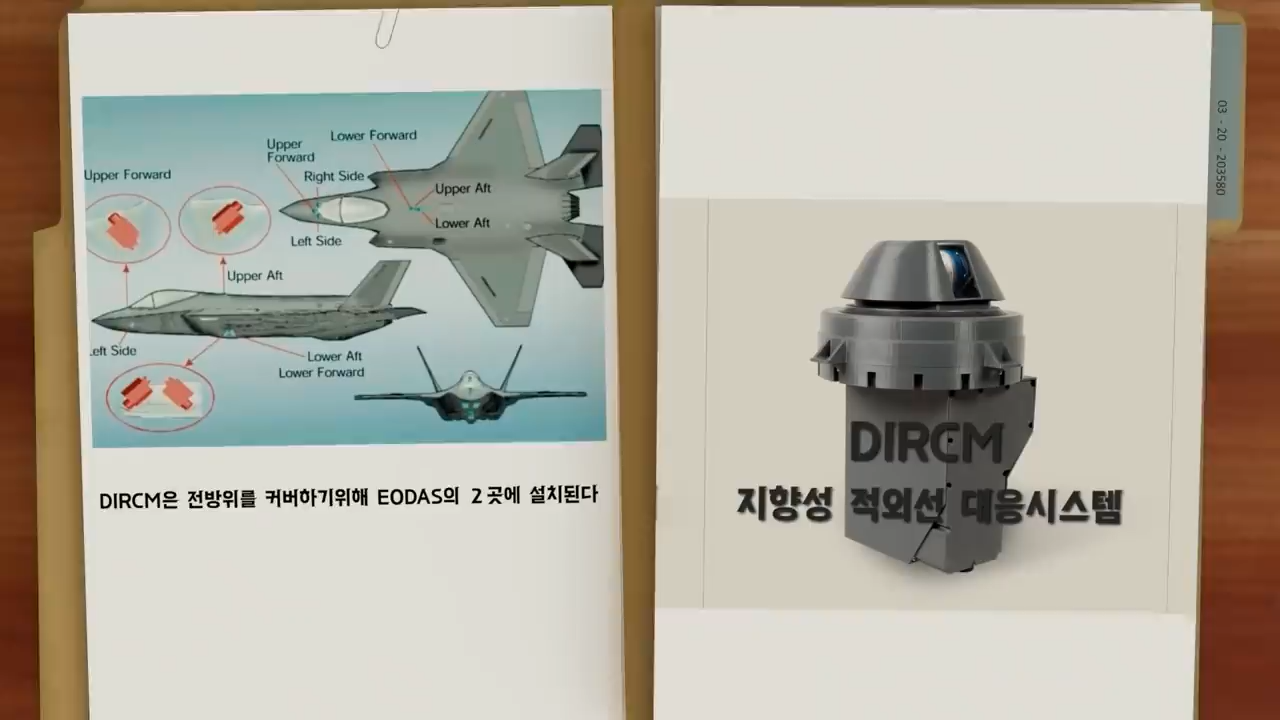 Upper Forward
Upper
Forward
Lower Forward
Right Side
Upper Aft
Lower Aft
Left Side
Upper Aft
Left Side
Lower Aft
Lower Forward
DIRCM은 전방위를 커버하기위해 EODAS의 2곳에 설치된다
DIRCM
지향성 적외선 대응시스템
03 - 20 - 203580